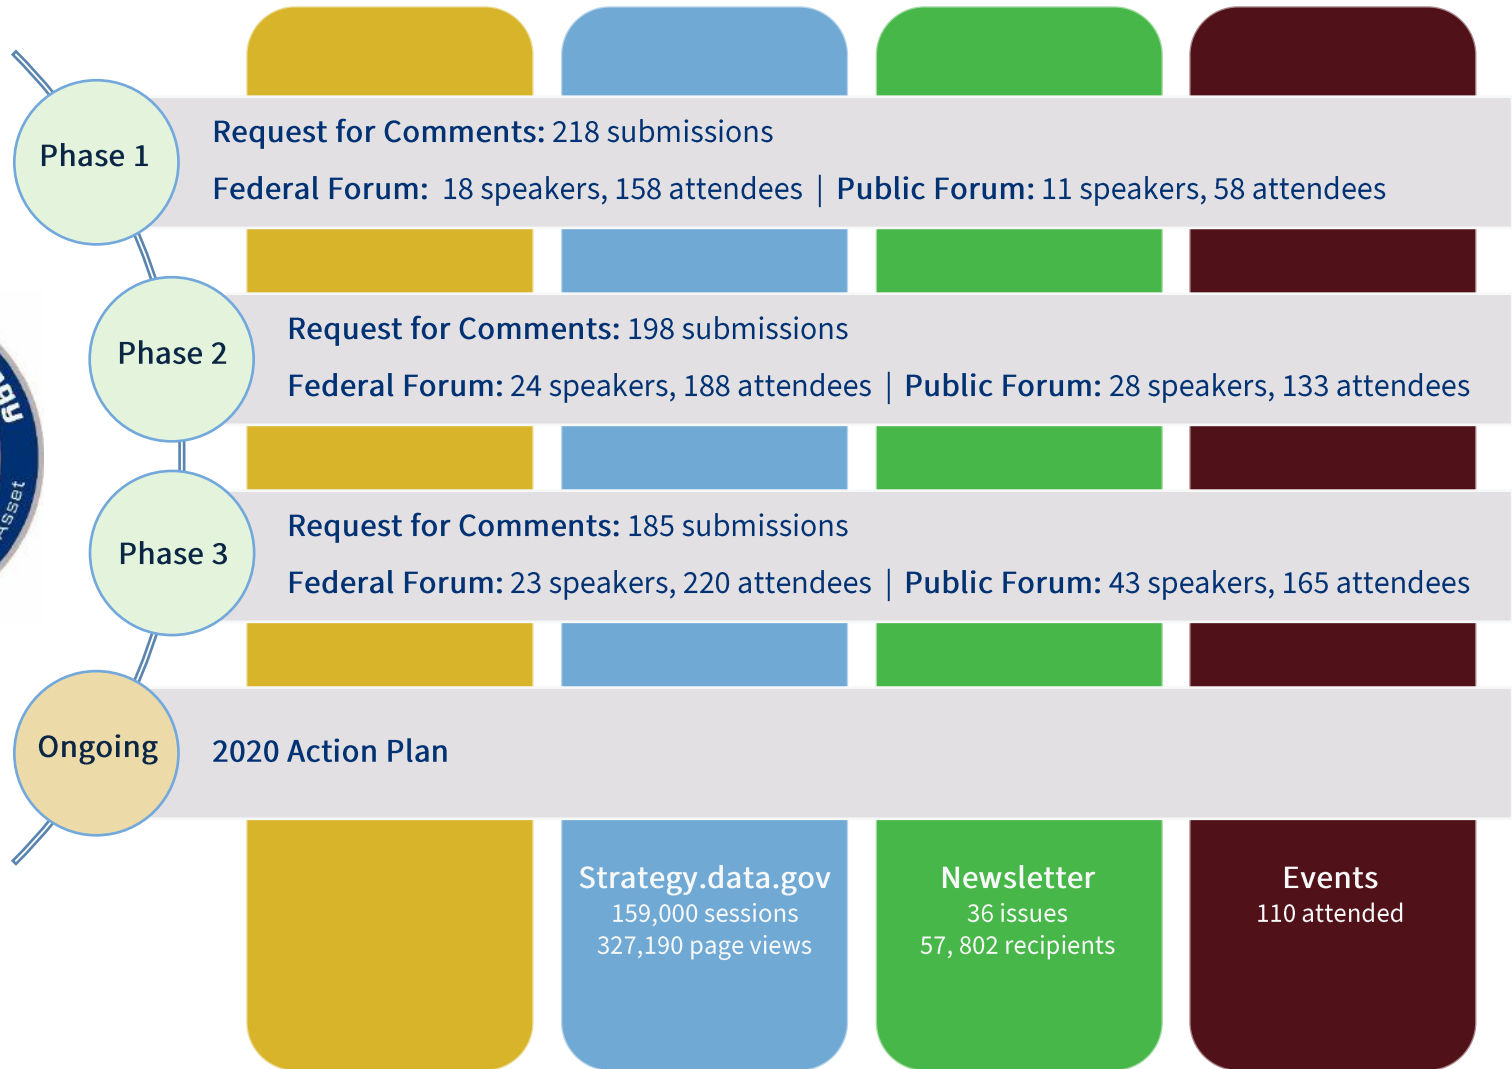 Phase 1
Request for Comments: 218 submissions
Federal Forum: 18 speakers, 158 attendees | Public Forum: 11 speakers, 58 attendees
Phase 2
Request for Comments: 198 submissions
Federal Forum: 24 speakers, 188 attendees | Public Forum: 28 speakers, 133 attendees
Asset
Phase 3
Request for Comments: 185 submissions
Federal Forum: 23 speakers, 220 attendees | Public Forum: 43 speakers, 165 attendees
Ongoing
2020 Action Plan
Strategy.data.gov
159,000 sessions
327,190 page views
Newsletter
36 issues
57, 802 recipients
Events
110 attended